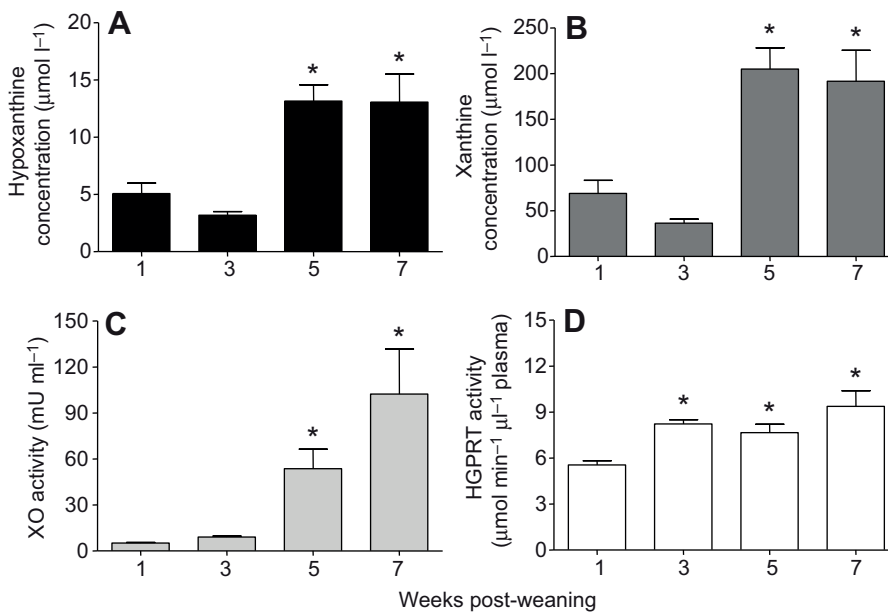 A
Hypoxanthine
concentration (μmol l⁻¹)
20
15
10
5
0
*
*
1 3 5 7
B
Xanthine
concentration (μmol l⁻¹)
250
200
150
100
50
0
*
*
1 3 5 7
C
XO activity (mU ml⁻¹)
150
120
90
60
30
0
*
*
1 3 5 7
D
HGPRT activity
(μmol min⁻¹ μl⁻¹ plasma)
15
12
9
6
3
0
*
*
*
1 3 5 7
Weeks post-weaning